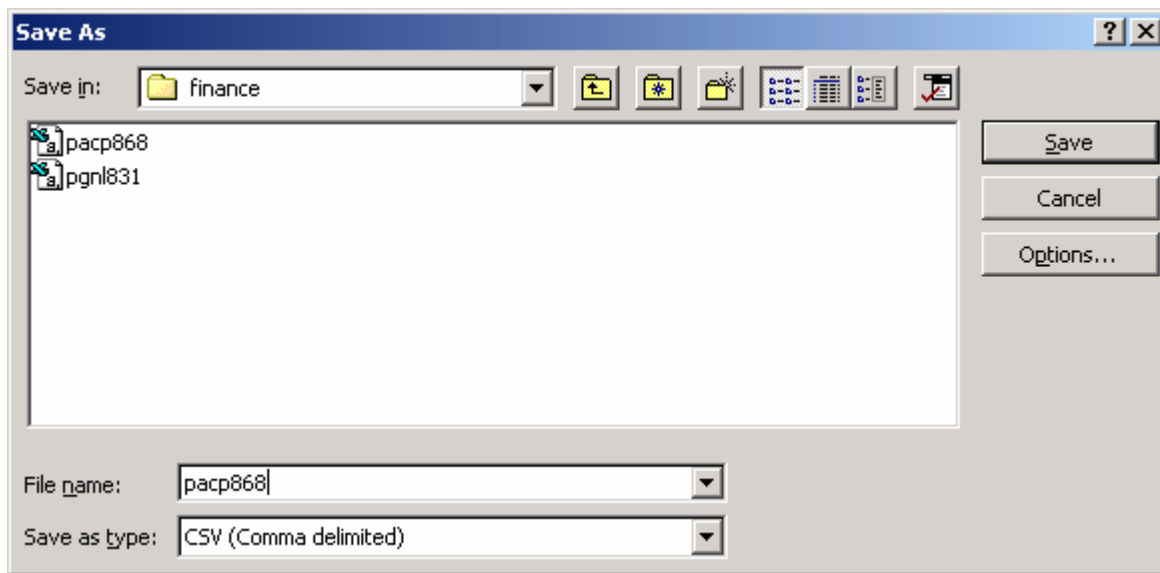 Save As
Save in: finance
pacp868
pgnl831
Save
Cancel
Options...
File name: pacp868
Save as type: CSV (Comma delimited)